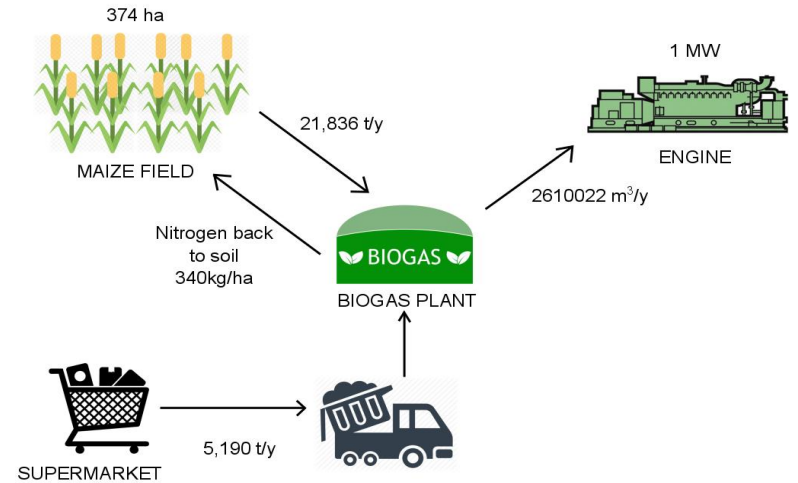 374 ha
1 MW
21,836 t/y
MAIZE FIELD
ENGINE
2610022 m³/y
Nitrogen back
to soil
340kg/ha
BIOGAS
BIOGAS PLANT
5,190 t/y
SUPERMARKET